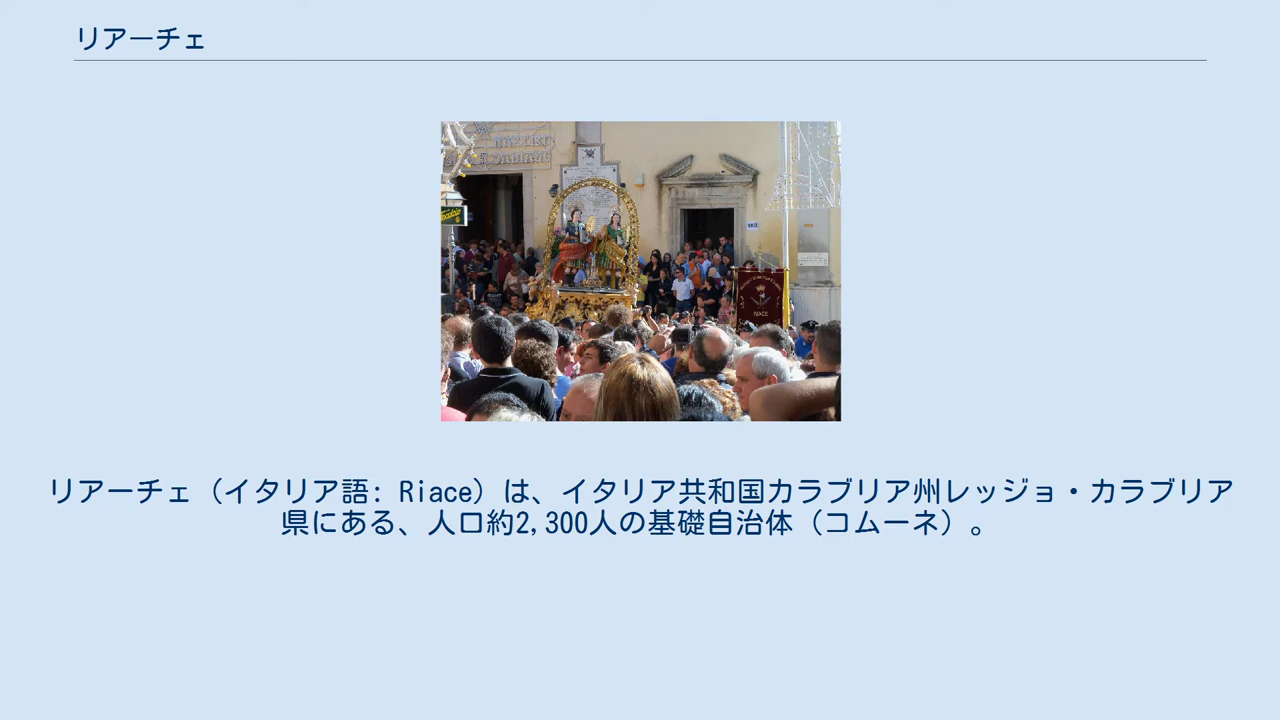 リアーチェ
RIACE
リアーチェ（イタリア語: Riace）は、イタリア共和国カラブリア州レッジョ・カラブリア
県にある、人口約2,300人の基礎自治体（コムーネ）。